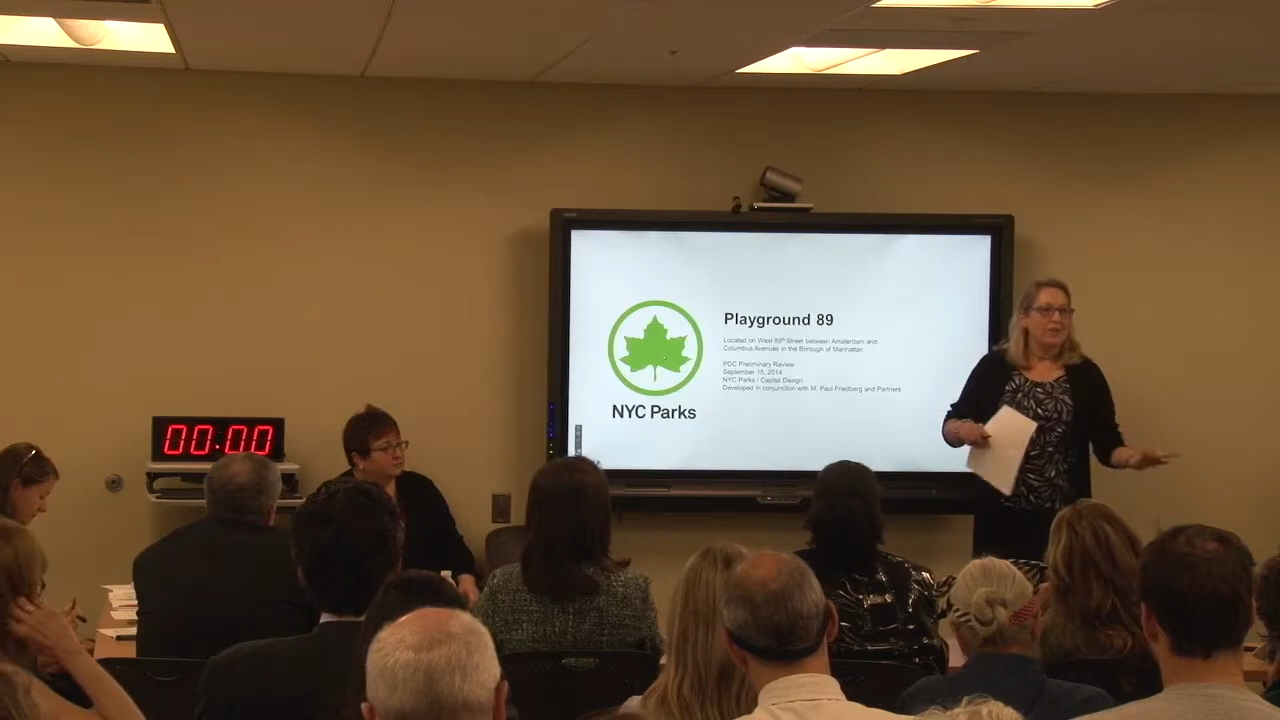 00:00
Playground 89
Located on West 89th Street between Amsterdam and
Columbus Avenues in the Borough of Manhattan
PDC Preliminary Review
September 15, 2014
NYC Parks / Capital Design
Developed in conjunction with M. Paul Friedberg and Partners
NYC Parks